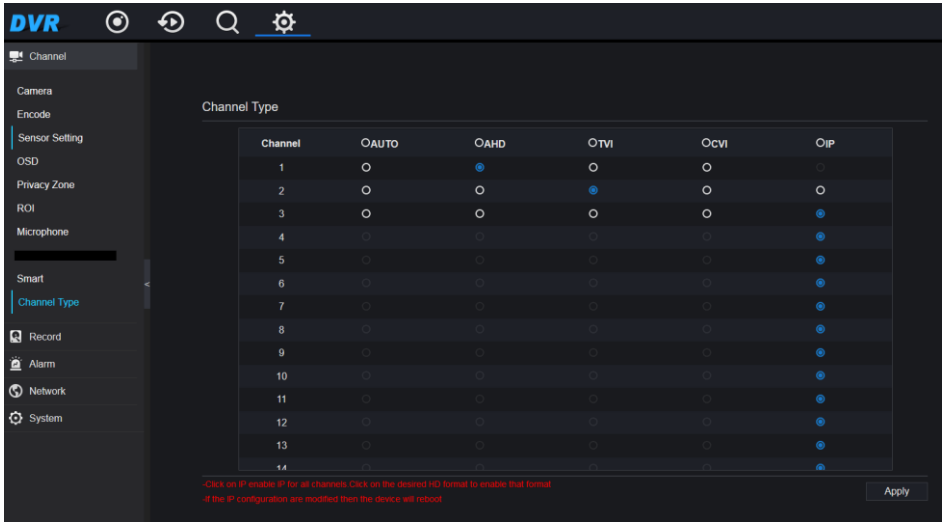 DVR
Channel
Camera
Encode
Sensor Setting
OSD
Privacy Zone
ROI
Microphone
Smart
Channel Type
Record
Alarm
Network
System
Channel Type
Channel AUTO AHD TVI CVI IP
1
2
3
4
5
6
7
8
9
10
11
12
13
14
-Click on IP enable IP for all channels.Click on the desired HD format to enable that format
-If the IP configuration are modified then the device will reboot
Apply